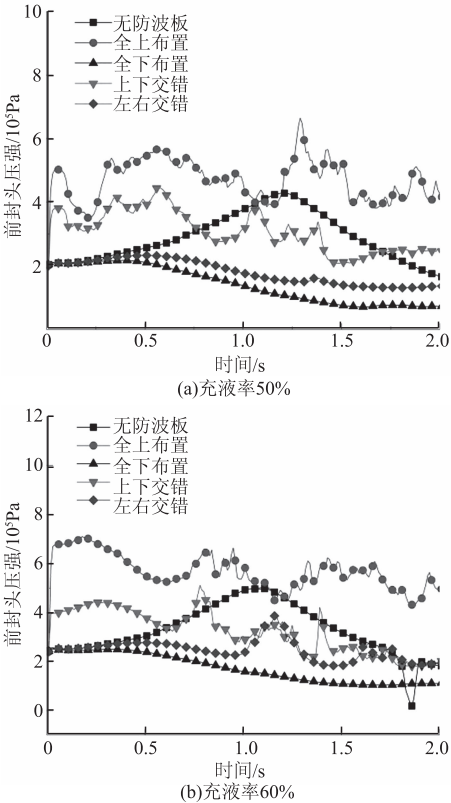 10
8
6
4
2
前封头压强/10⁵Pa
无防波板
全上布置
全下布置
上下交错
左右交错
0
0.5
1.0
1.5
2.0
时间/s
(a)充液率50%
12
10
8
6
4
2
0
前封头压强/10⁵Pa
无防波板
全上布置
全下布置
上下交错
左右交错
0
0.5
1.0
1.5
2.0
时间/s
(b)充液率60%